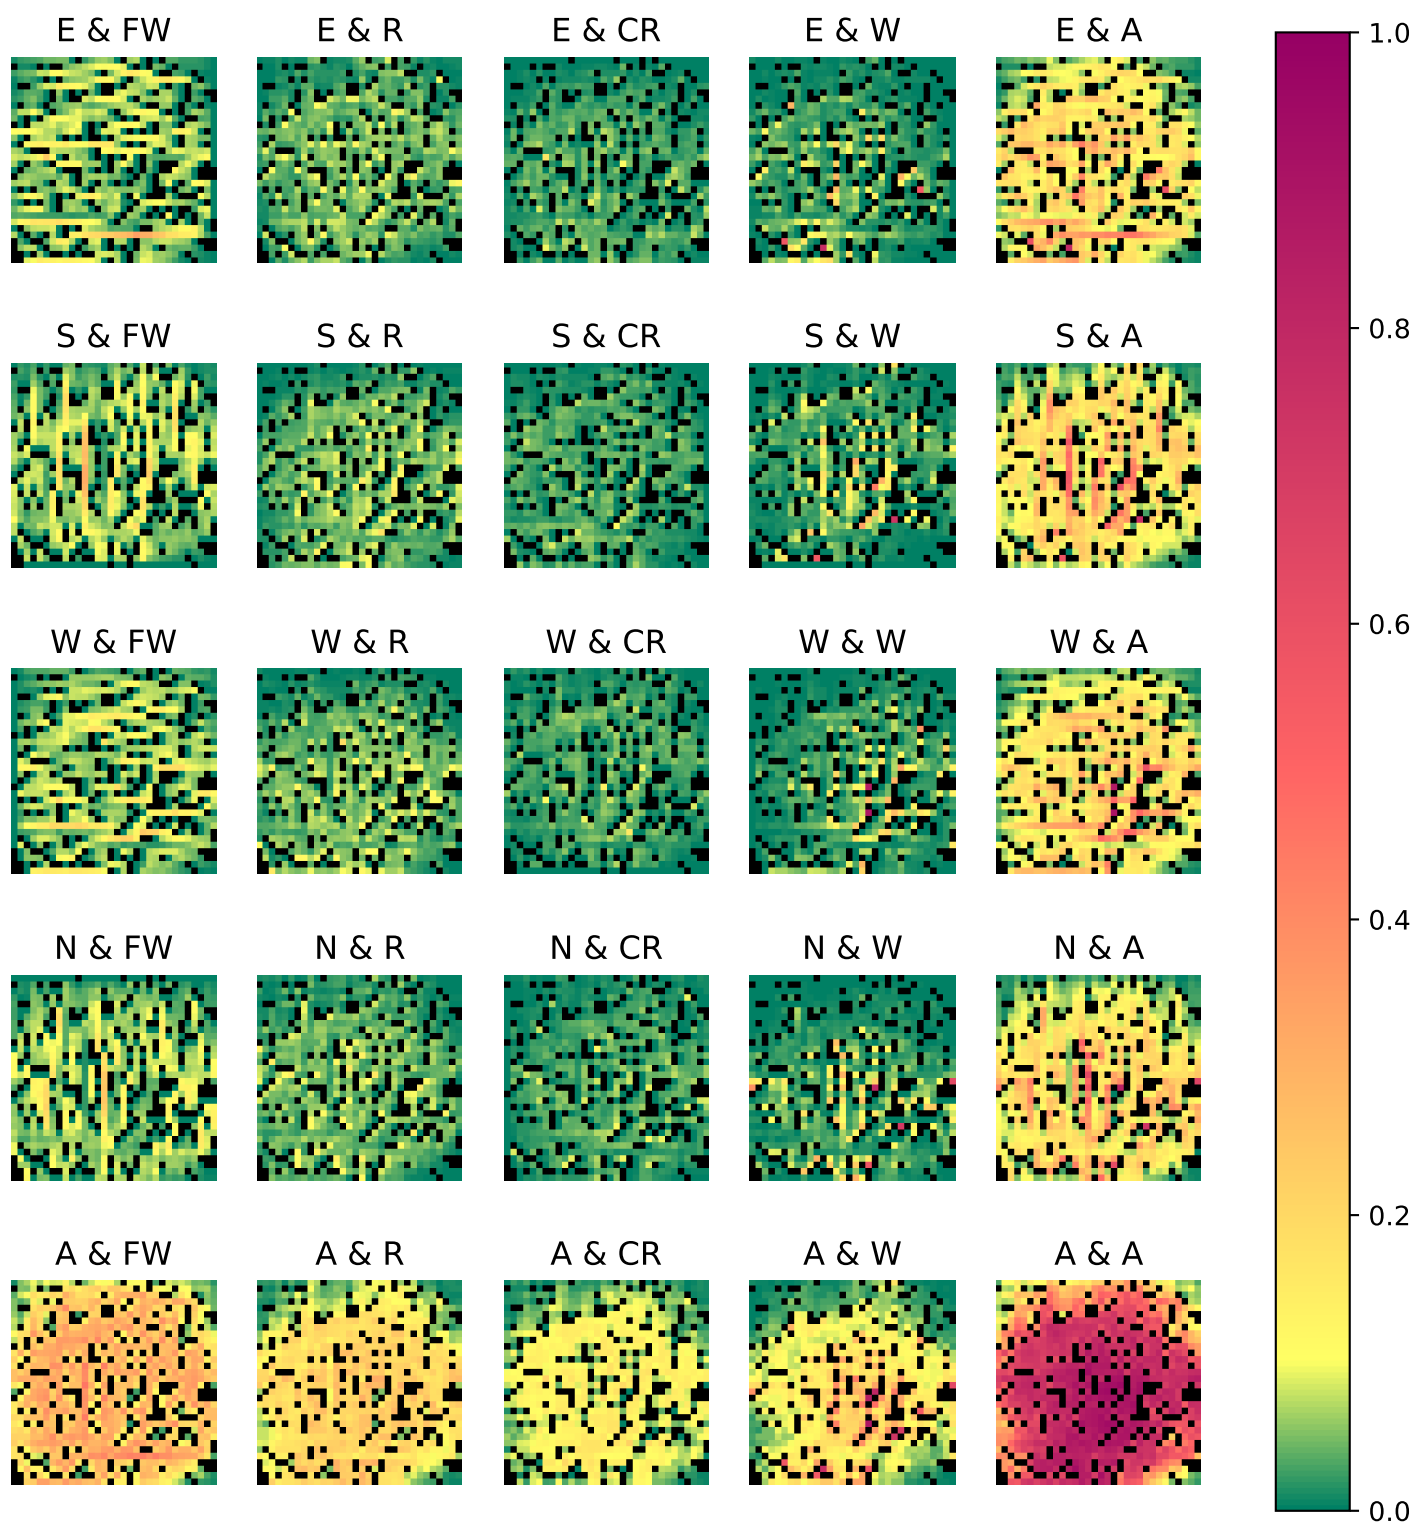 E & FW E & R E & CR E & W E & A
1.0
S & FW S & R S & CR S & W S & A
0.8
W & FW W & R W & CR W & W W & A
0.6
N & FW N & R N & CR N & W N & A
0.4
0.2
A & FW A & R A & CR A & W A & A
0.0